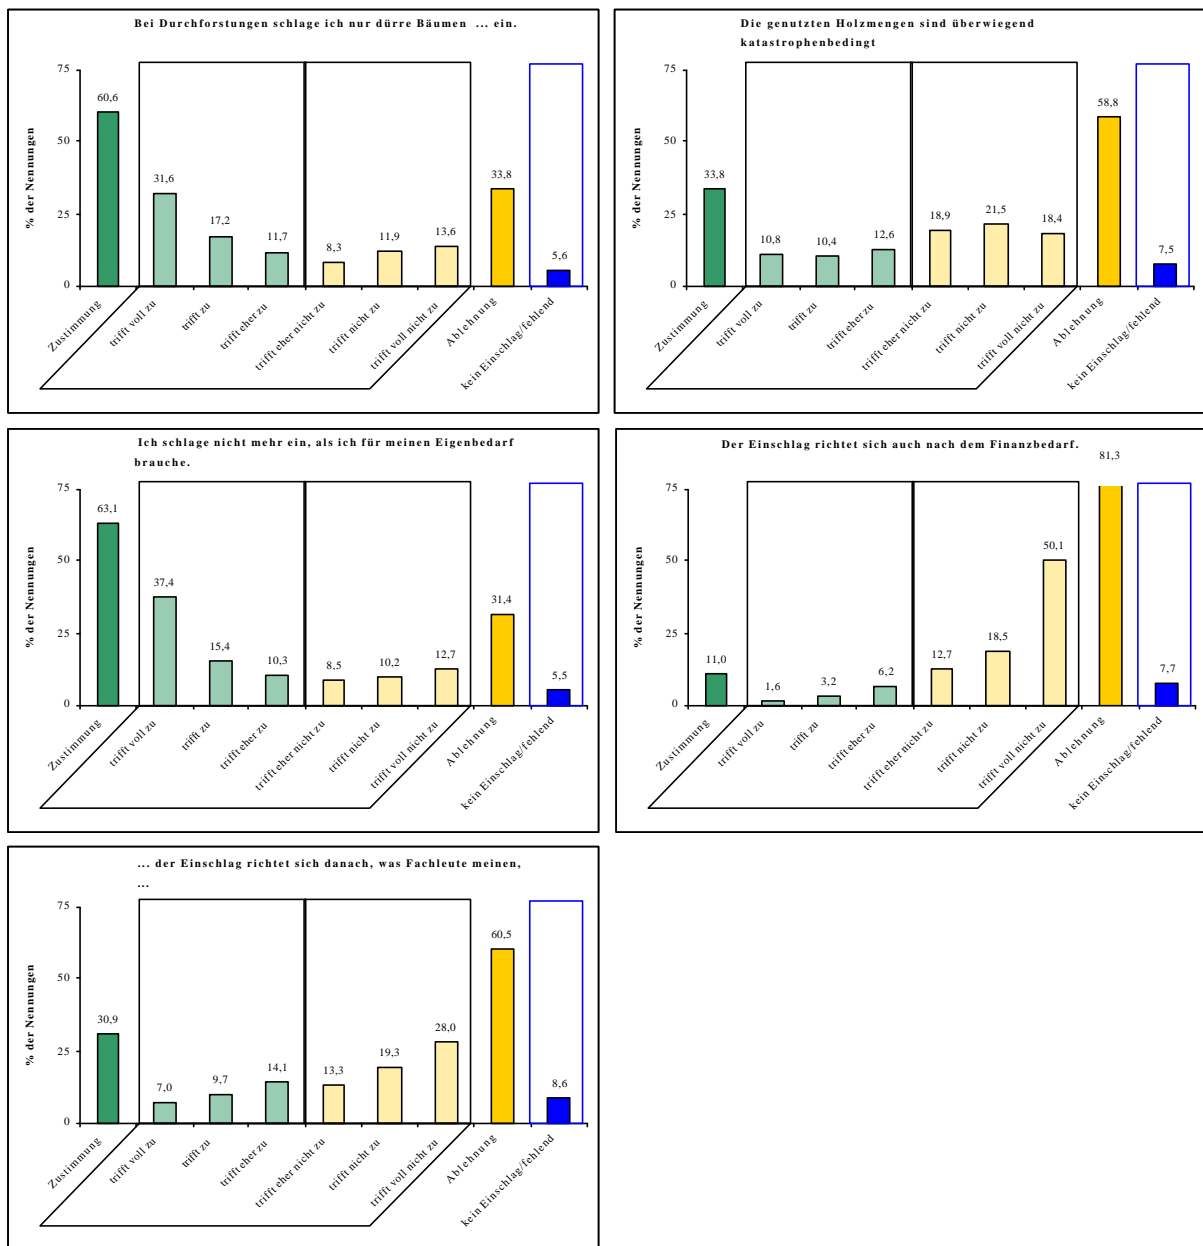 Bei Durchforstungen schlage ich nur dürre Bäumen ... ein.
% der Nennungen
75
50
25
0
60,6
31,6
17,2
11,7
8,3
11,9
13,6
33,8
5,6
Zustimmung
trifft voll zu
trifft zu
trifft eher zu
trifft eher nicht zu
trifft nicht zu
trifft voll nicht zu
Ablehnung
kein Einschlag/fehlend
Die genutzten Holzmengen sind überwiegend
katastrophenbedingt
% der Nennungen
75
50
25
0
33,8
10,8
10,4
12,6
18,9
21,5
18,4
58,8
7,5
Zustimmung
trifft voll zu
trifft zu
trifft eher zu
trifft eher nicht zu
trifft nicht zu
trifft voll nicht zu
Ablehnung
kein Einschlag/fehlend
Ich schlage nicht mehr ein, als ich für meinen Eigenbedarf
brauche.
% der Nennungen
75
50
25
0
63,1
37,4
15,4
10,3
8,5
10,2
12,7
31,4
5,5
Zustimmung
trifft voll zu
trifft zu
trifft eher zu
trifft eher nicht zu
trifft nicht zu
trifft voll nicht zu
Ablehnung
kein Einschlag/fehlend
Der Einschlag richtet sich auch nach dem Finanzbedarf.
% der Nennungen
75
50
25
0
11,0
1,6
3,2
6,2
12,7
18,5
50,1
81,3
7,7
Zustimmung
trifft voll zu
trifft zu
trifft eher zu
trifft eher nicht zu
trifft nicht zu
trifft voll nicht zu
Ablehnung
kein Einschlag/fehlend
... der Einschlag richtet sich danach, was Fachleute meinen,
...
% der Nennungen
75
50
25
0
30,9
7,0
9,7
14,1
13,3
19,3
28,0
60,5
8,6
Zustimmung
trifft voll zu
trifft zu
trifft eher zu
trifft eher nicht zu
trifft nicht zu
trifft voll nicht zu
Ablehnung
kein Einschlag/fehlend